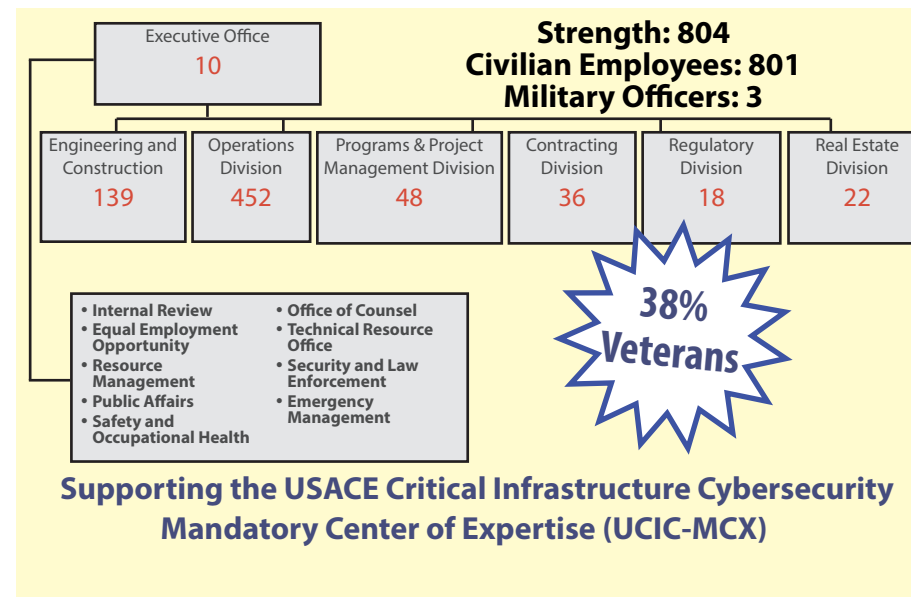 Executive Office
10
Strength: 804
Civilian Employees: 801
Military Officers: 3
Engineering and
Construction
139
Operations
Division
452
Programs & Project
Management Division
48
Contracting
Division
36
Regulatory
Division
18
Real Estate
Division
22
• Internal Review
• Equal Employment
Opportunity
• Resource
Management
• Public Affairs
• Safety and
Occupational Health
• Office of Counsel
• Technical Resource
Office
• Security and Law
Enforcement
• Emergency
Management
38%
Veterans
Supporting the USACE Critical Infrastructure Cybersecurity
Mandatory Center of Expertise (UCIC-MCX)